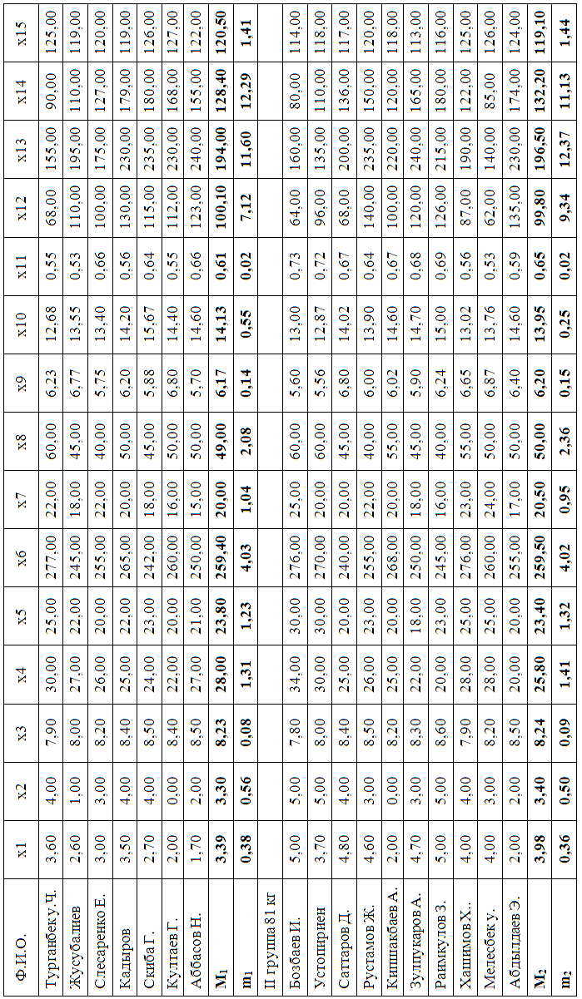 Ф.И.О. x1 x2 x3 x4 x5 x6 x7 x8 x9 x10 x11 x12 x13 x14 x15
Турганбек у.Ч. 3,60 4,00 7,90 30,00 25,00 277,00 22,00 60,00 6,23 12,68 0,55 68,00 155,00 90,00 125,00
Жусубалиев 2,60 1,00 8,00 27,00 22,00 245,00 18,00 45,00 6,77 13,55 0,53 110,00 195,00 110,00 119,00
Слесаренко Е. 3,00 3,00 8,20 26,00 20,00 255,00 22,00 40,00 5,75 13,40 0,66 100,00 175,00 127,00 120,00
Кадыров 3,50 4,00 8,40 25,00 22,00 265,00 20,00 50,00 6,20 14,20 0,56 130,00 230,00 179,00 119,00
Скиба Г. 2,70 4,00 8,50 24,00 23,00 242,00 18,00 45,00 5,88 15,67 0,64 115,00 235,00 180,00 126,00
Култаев Г. 2,00 0,00 8,40 22,00 20,00 260,00 16,00 50,00 6,80 14,40 0,55 112,00 230,00 168,00 127,00
Аббасов Н. 1,70 2,00 8,50 27,00 21,00 250,00 15,00 50,00 5,70 14,60 0,66 123,00 240,00 155,00 122,00
M₁ 3,39 3,30 8,23 28,00 23,80 259,40 20,00 49,00 6,17 14,13 0,61 100,10 194,00 128,40 120,50
m₁ 0,38 0,56 0,08 1,31 1,23 4,03 1,04 2,08 0,14 0,55 0,02 7,12 11,60 12,29 1,41
II группа 81 кг
Бозбаев И. 5,00 5,00 7,80 34,00 30,00 276,00 25,00 60,00 5,60 13,00 0,73 64,00 160,00 80,00 114,00
Устопириен 3,70 5,00 8,00 30,00 30,00 270,00 20,00 60,00 5,56 12,87 0,72 96,00 135,00 110,00 118,00
Саттаров Д. 4,80 4,00 8.40 25,00 20,00 240,00 20,00 45,00 6,80 14,02 0,67 68,00 200,00 136,00 117,00
Рустамов Ж. 4,60 3,00 8,50 26,00 23,00 255,00 22,00 40,00 6,00 13,90 0,64 140,00 235,00 150,00 120,00
Кипшакбаев А. 2,00 0,00 8,20 25,00 25,00 268,00 20,00 55,00 6,02 14,60 0,67 100,00 220,00 120,00 118,00
Зулпукаров А. 4,70 3,00 8,30 22,00 18,00 250,00 18,00 45,00 5,90 14,70 0,68 120,00 240,00 165,00 113,00
Раимкулов З. 5,00 5,00 8,60 20,00 23,00 245,00 16,00 40,00 6,24 15,00 0,69 126,00 215,00 180,00 116,00
Хашимов Х.. 4,00 4,00 7,90 28,00 25,00 276,00 23,00 55,00 6,65 13,02 0,56 87,00 190,00 122,00 125,00
Мелесбек у. 4,00 3,00 8,20 28,00 25,00 260,00 24,00 50,00 6,87 13,76 0,53 62,00 140,00 85,00 126,00
Абдылдаев Э. 2,00 2,00 8,50 20,00 20,00 255,00 17,00 50,00 6,40 14,60 0,59 135,00 230,00 174,00 124,00
M₂ 3,98 3,40 8,24 25,80 23,40 259,50 20,50 50,00 6,20 13,95 0,65 99,80 196,50 132,20 119,10
m₂ 0,36 0,50 0,09 1,41 1,32 4,02 0,95 2,36 0,15 0,25 0,02 9,34 12,37 11,13 1,44